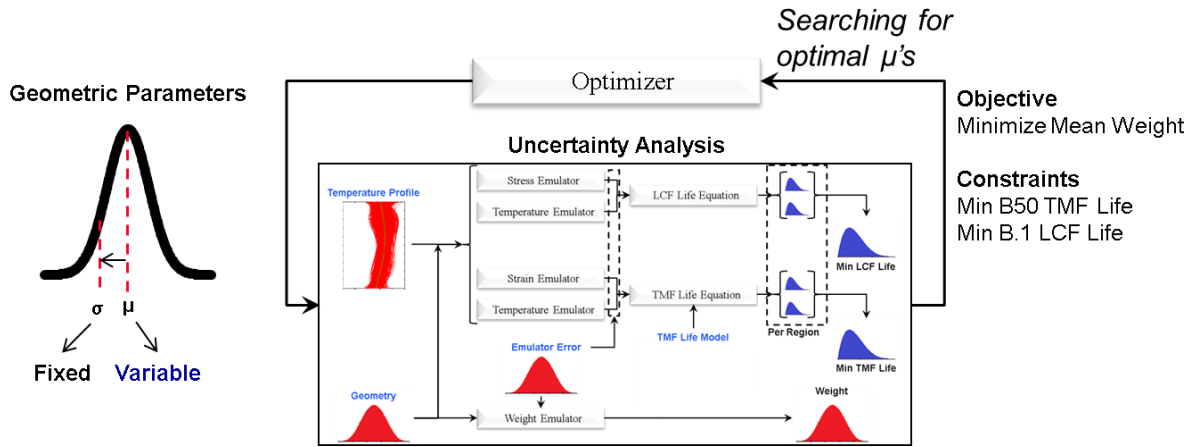 Searching for
optimal μ's
Optimizer
Geometric Parameters
σ
μ
Fixed
Variable
Objective
Minimize Mean Weight
Constraints
Min B50 TMF Life
Min B.1 LCF Life
Uncertainty Analysis
Temperature Profile
Stress Emulator
Temperature Emulator
LCF Life Equation
Min LCF Life
Strain Emulator
Temperature Emulator
TMF Life Equation
Per Region
Min TMF Life
Emulator Error
TMF Life Model
Geometry
Weight Emulator
Weight